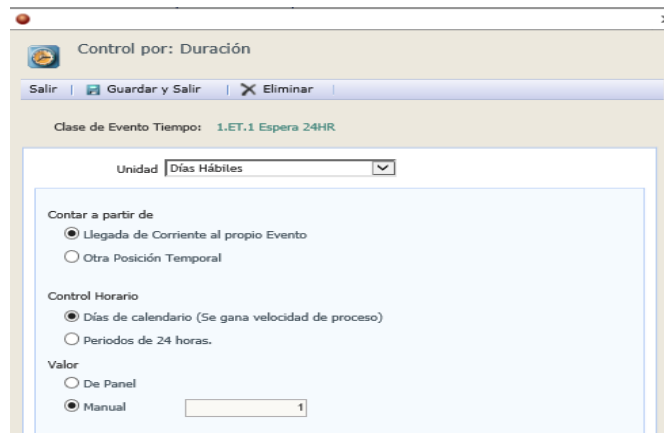 Control por: Duración
Salir | Guardar y Salir | Eliminar |
Clase de Evento Tiempo: 1.ET.1 Espera 24HR
Unidad Días Hábiles
Contar a partir de
Llegada de Corriente al propio Evento
Otra Posición Temporal
Control Horario
Días de calendario (Se gana velocidad de proceso)
Periodos de 24 horas.
Valor
De Panel
Manual 1